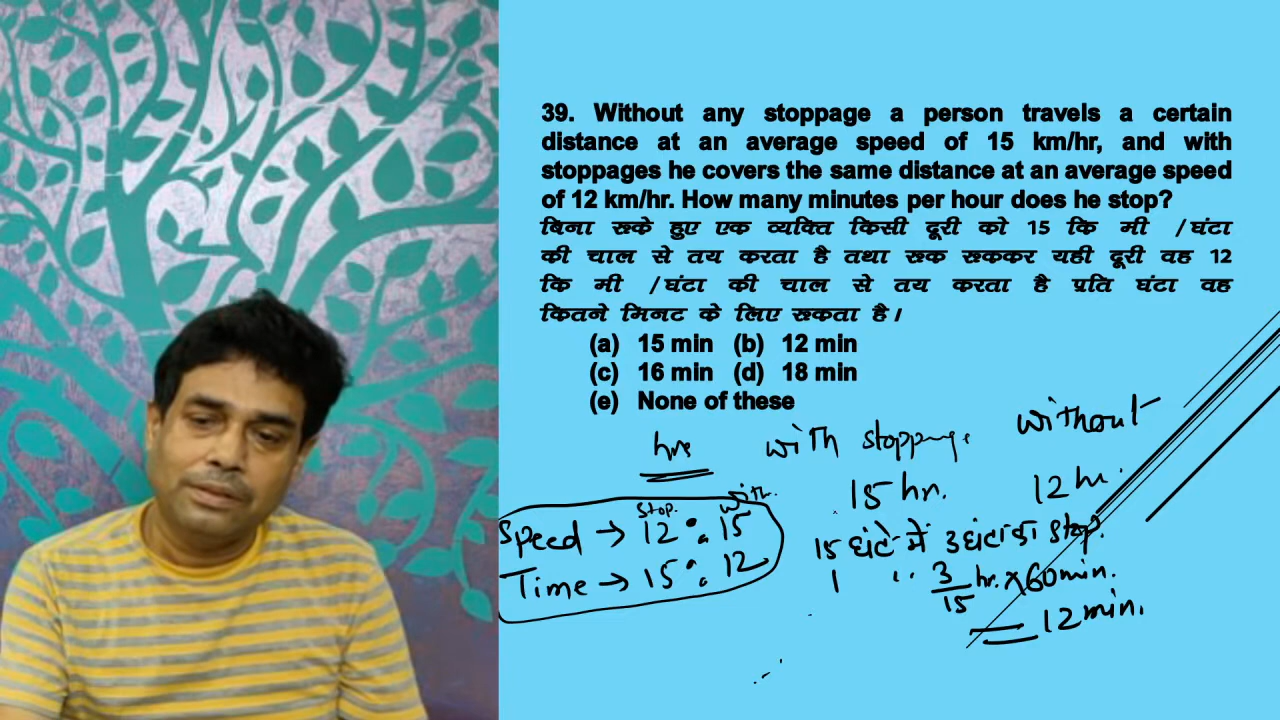 39. Without any stoppage a person travels a certain
distance at an average speed of 15 km/hr, and with
stoppages he covers the same distance at an average speed
of 12 km/hr. How many minutes per hour does he stop?
बिना रुके हुए एक व्यक्ति किसी दूरी को 15 कि मी /घंटा
की चाल से तय करता है तथा रुक रुककर यही दूरी वह 12
कि मी /घंटा की चाल से तय करता है प्रति घंटा वह
कितने मिनट के लिए रुकता है।
(a) 15 min (b) 12 min
(c) 16 min (d) 18 min
(e) None of these
hrs with stoppage without
15 hr. 12 hr.
stop. with.
Speed → 12 : 15
Time → 15 : 12
15 घंटे में 3 घंटा का stop.
1 " 3/15 hr. × 60 min.
12 min.